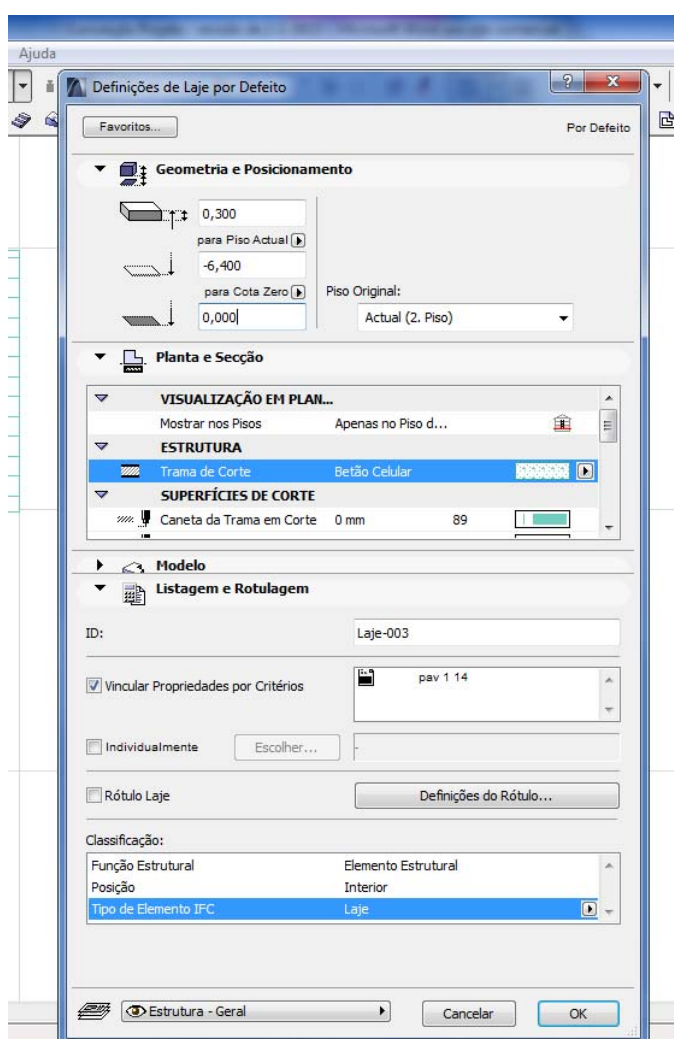 Ajuda
Definições de Laje por Defeito
Favoritos...
Por Defeito
Geometria e Posicionamento
0,300
para Piso Actual
-6,400
para Cota Zero
Piso Original:
0,000
Actual (2. Piso)
Planta e Secção
VISUALIZAÇÃO EM PLAN...
Mostrar nos Pisos Apenas no Piso d...
ESTRUTURA
Trama de Corte Betão Celular
SUPERFÍCIES DE CORTE
Caneta da Trama em Corte 0 mm 89
Modelo
Listagem e Rotulagem
ID: Laje-003
Vincular Propriedades por Critérios pav 1 14
Individualmente Escolher... -
Rótulo Laje Definições do Rótulo...
Classificação:
Função Estrutural Elemento Estrutural
Posição Interior
Tipo de Elemento IFC Laje
Estrutura - Geral Cancelar OK